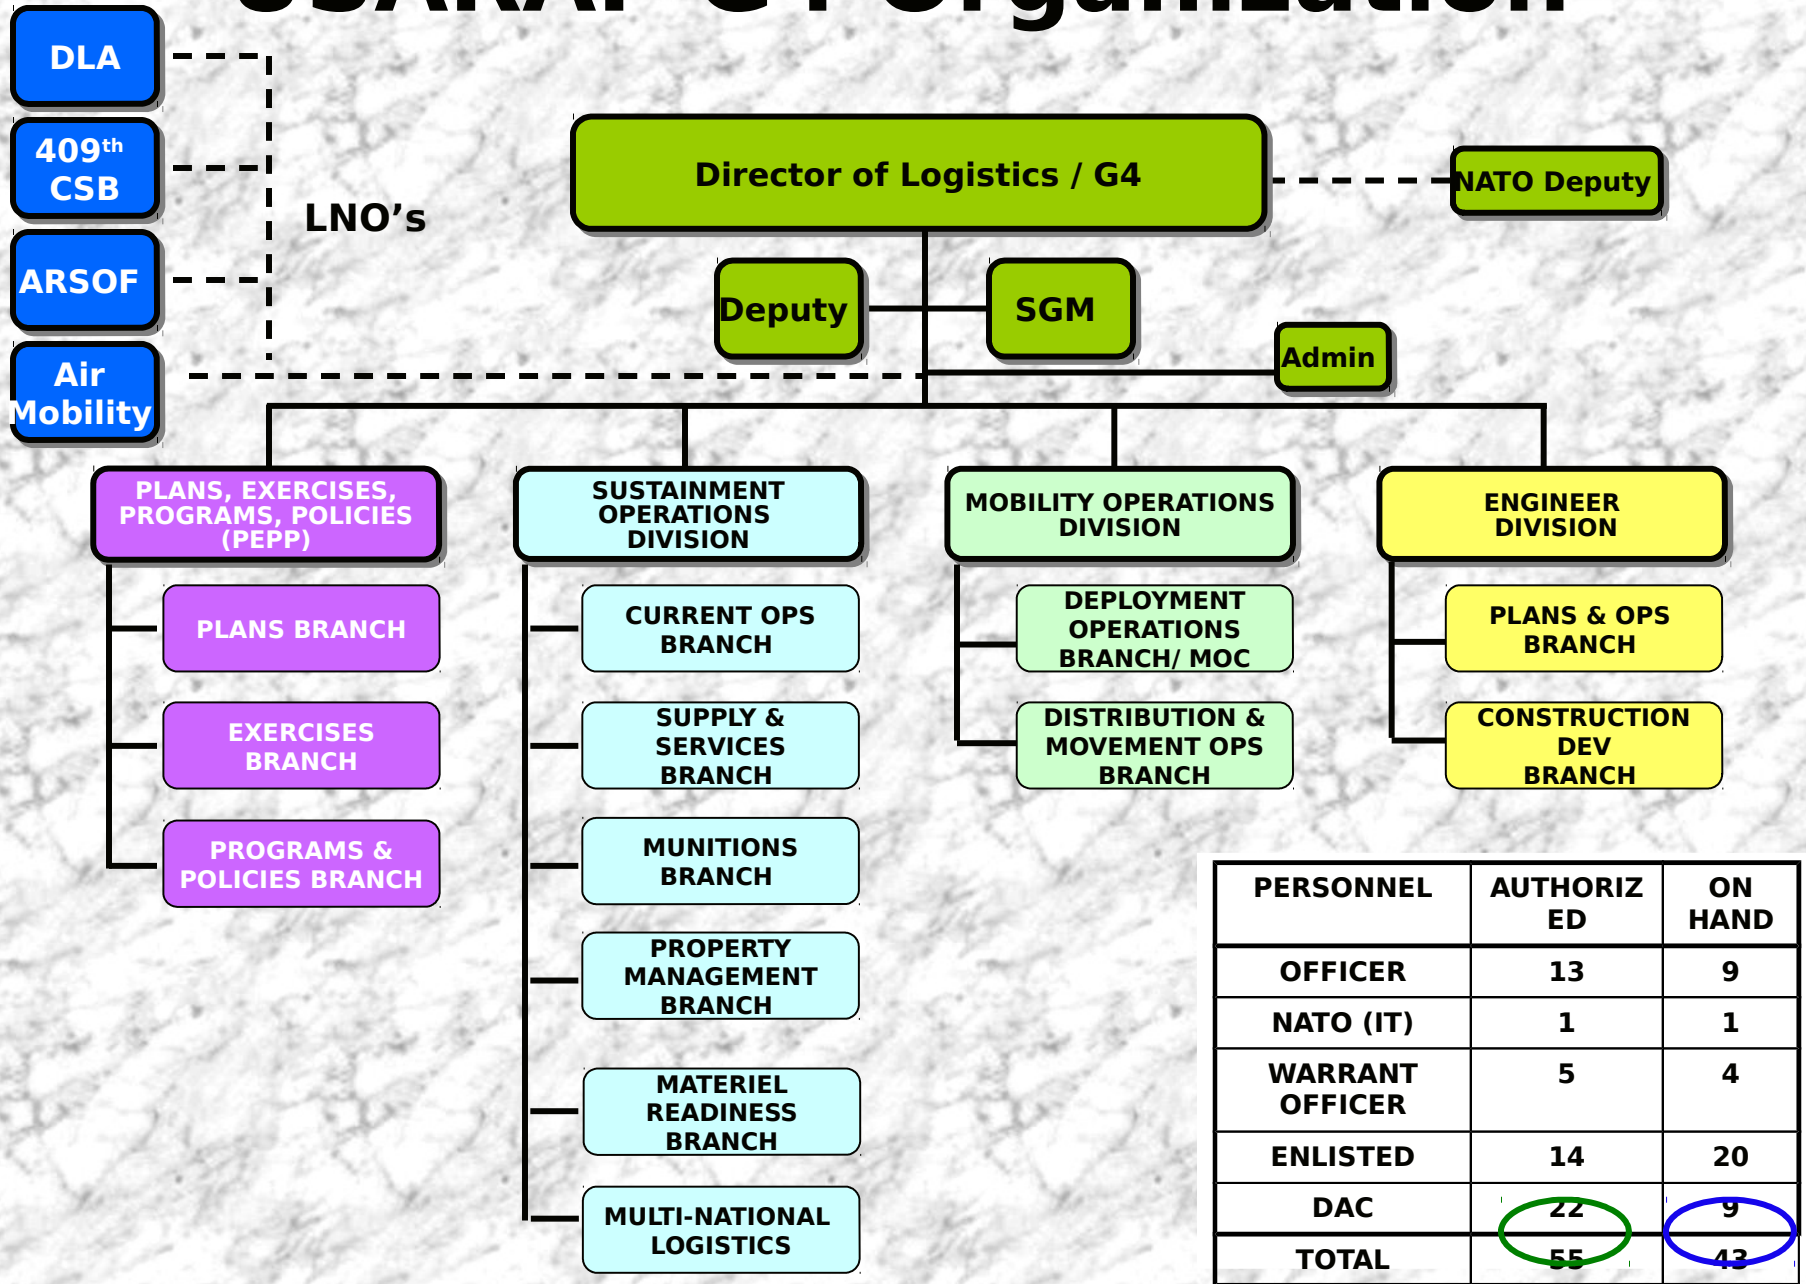 USARAF G4 Organization
DLA
409th
CSB
ARSOF
Air
Mobility
LNO’s
Director of Logistics / G4
NATO Deputy
Deputy
SGM
Admin
PLANS, EXERCISES,
PROGRAMS, POLICIES
(PEPP)
PLANS BRANCH
EXERCISES
BRANCH
PROGRAMS &
POLICIES BRANCH
SUSTAINMENT
OPERATIONS
DIVISION
CURRENT OPS
BRANCH
SUPPLY &
SERVICES
BRANCH
MUNITIONS
BRANCH
PROPERTY
MANAGEMENT
BRANCH
MATERIEL
READINESS
BRANCH
MULTI-NATIONAL
LOGISTICS
MOBILITY OPERATIONS
DIVISION
DEPLOYMENT
OPERATIONS
BRANCH/ MOC
DISTRIBUTION &
MOVEMENT OPS
BRANCH
ENGINEER
DIVISION
PLANS & OPS
BRANCH
CONSTRUCTION
DEV
BRANCH
PERSONNEL AUTHORIZ ON
ED HAND
OFFICER 13 9
NATO (IT) 1 1
WARRANT 5 4
OFFICER
ENLISTED 14 20
DAC 22 9
TOTAL 55 43